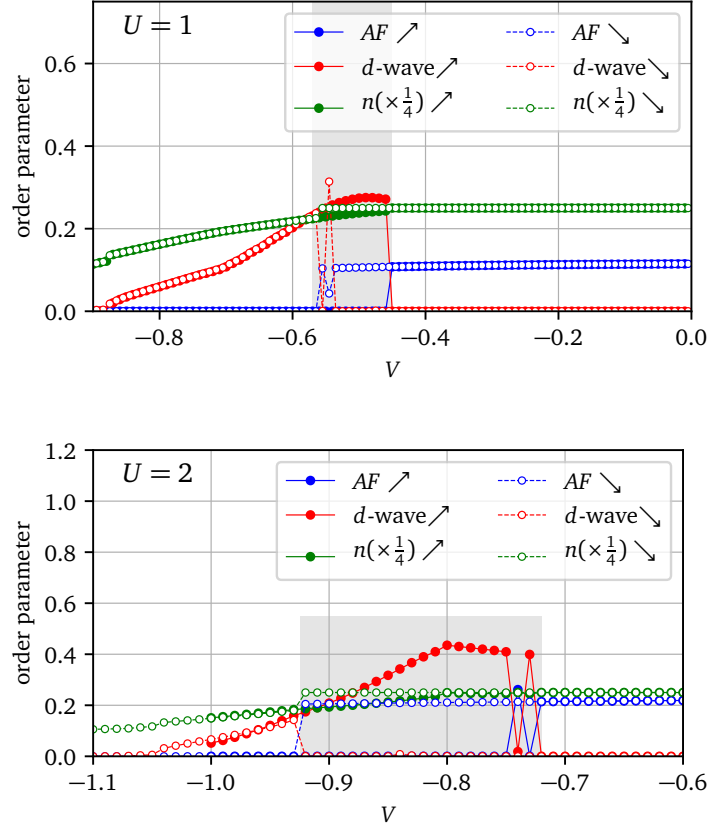 U = 1
AF ↗ AF ↘
d-wave ↗ d-wave ↘
n(×1/4) ↗ n(×1/4) ↘
order parameter
0.6
0.4
0.2
0.0
−0.8 −0.6 −0.4 −0.2 0.0
V
U = 2
AF ↗ AF ↘
d-wave ↗ d-wave ↘
n(×1/4) ↗ n(×1/4) ↘
order parameter
1.2
1.0
0.8
0.6
0.4
0.2
0.0
−1.1 −1.0 −0.9 −0.8 −0.7 −0.6
V